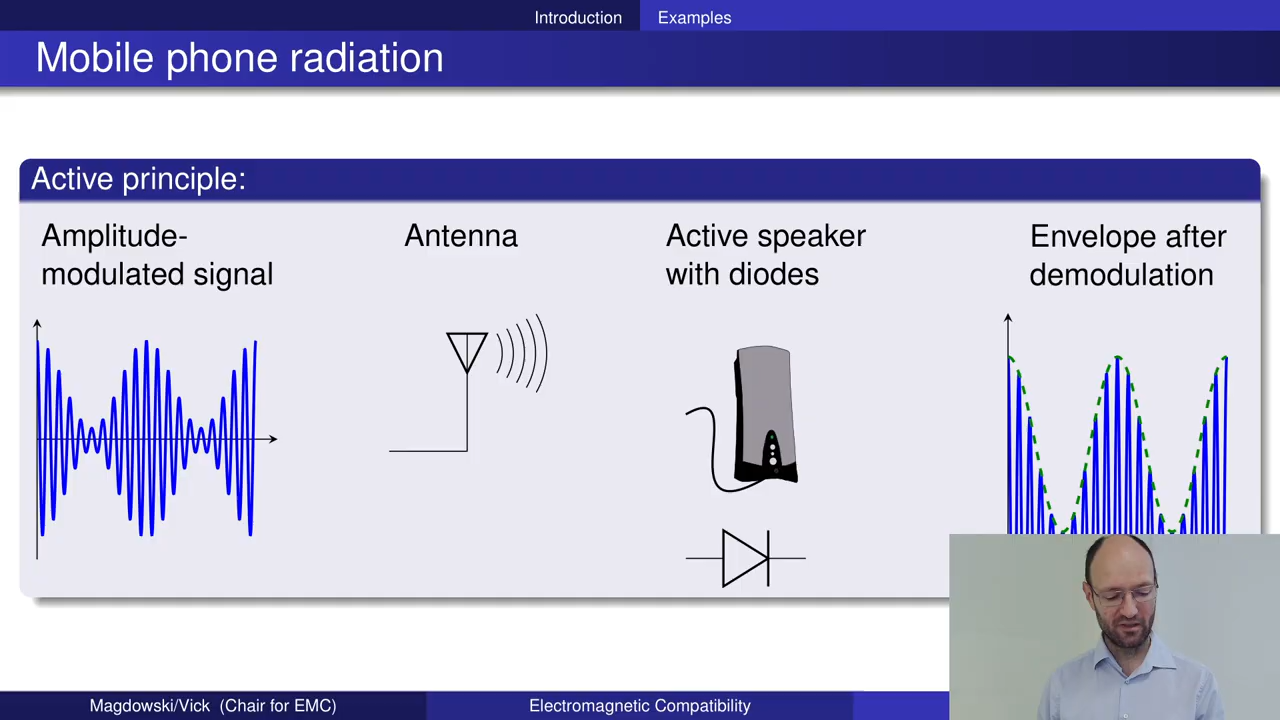 Introduction Examples
Mobile phone radiation
Active principle:
Amplitude-
modulated signal
Antenna
Active speaker
with diodes
Envelope after
demodulation
Magdowski/Vick (Chair for EMC) Electromagnetic Compatibility